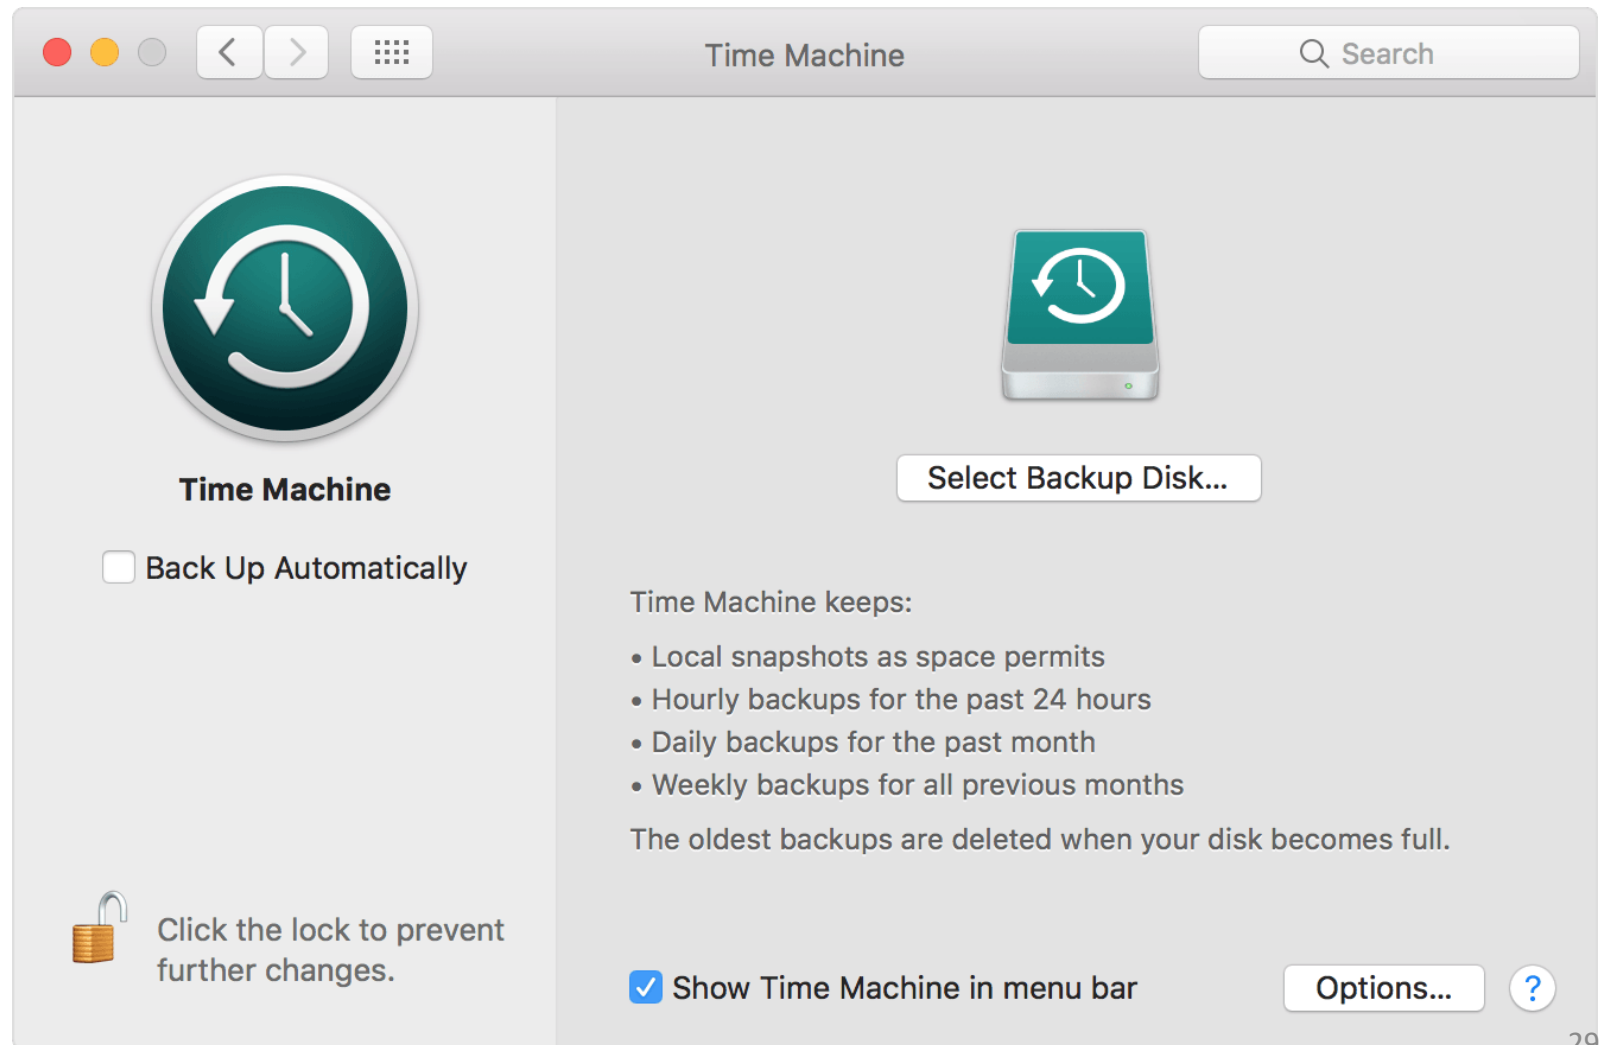 Time Machine
Search
Time Machine
Back Up Automatically
Click the lock to prevent
further changes.
Select Backup Disk...
Time Machine keeps:
• Local snapshots as space permits
• Hourly backups for the past 24 hours
• Daily backups for the past month
• Weekly backups for all previous months
The oldest backups are deleted when your disk becomes full.
Show Time Machine in menu bar
Options...
?
29